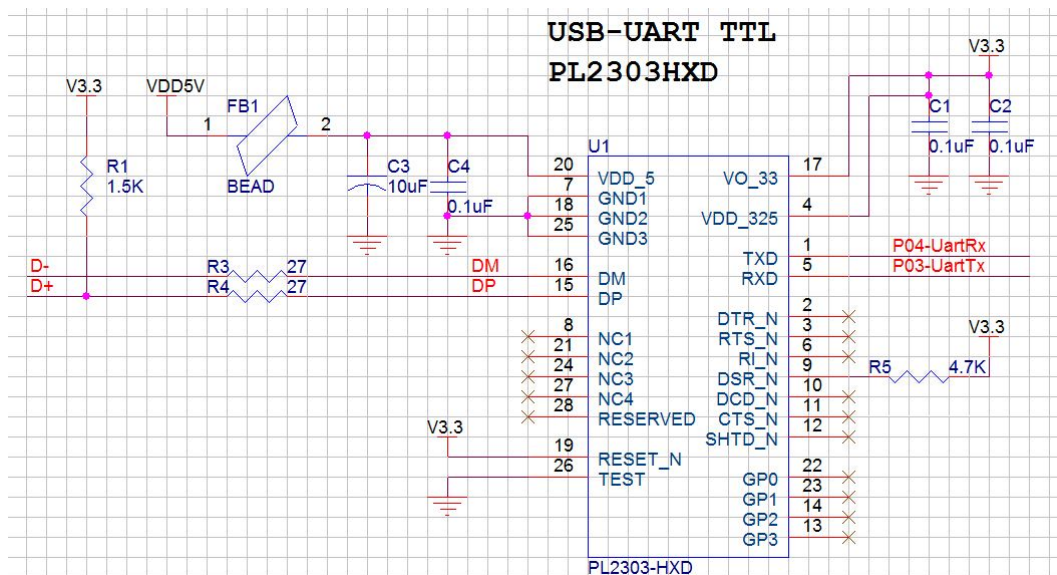 USB-UART TTL
PL2303HXD
V3.3
V3.3
VDD5V
FB1
1
2
BEAD
R1
1.5K
C1
C2
0.1uF
0.1uF
C3
10uF
C4
0.1uF
U1
20
VDD_5
7
GND1
18
GND2
25
GND3
17
VO_33
4
VDD_325
1
TXD
P04-UartRx
5
RXD
P03-UartTx
D-
R3
27
DM
16
DM
D+
R4
27
DP
15
DP
8
NC1
21
NC2
24
NC3
27
NC4
28
RESERVED
2
DTR_N
3
RTS_N
6
RI_N
9
DSR_N
R5
4.7K
V3.3
10
DCD_N
11
CTS_N
12
SHTD_N
V3.3
19
RESET_N
26
TEST
22
GP0
23
GP1
14
GP2
13
GP3
PL2303-HXD